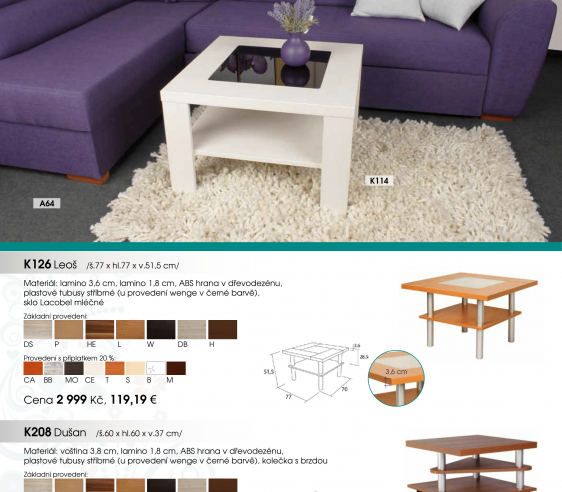 K114
A64
K126 Leoš /š.77 x hl.77 x v.51,5 cm/
Materiál: lamino 3,6 cm, lamino 1,8 cm, ABS hrana v dřevodezénu,
plastové tubusy stříbrné (u provedení wenge v černé barvě),
sklo Lacobel mléčné
Základní provedení:
DS P HE L W DB H
Provedení s příplatkem 20 %:
CA BB MO CE T S B M
Cena 2 999 Kč, 119,19 €
3,6
28,9
51,5
77
70
3,6 cm
K208 Dušan /š.60 x hl.60 x v.37 cm/
Materiál: voština 3,8 cm, lamino 1,8 cm, ABS hrana v dřevodezénu,
plastové tubusy stříbrné (u provedení wenge v černé barvě), kolečka s brzdou
Základní provedení: